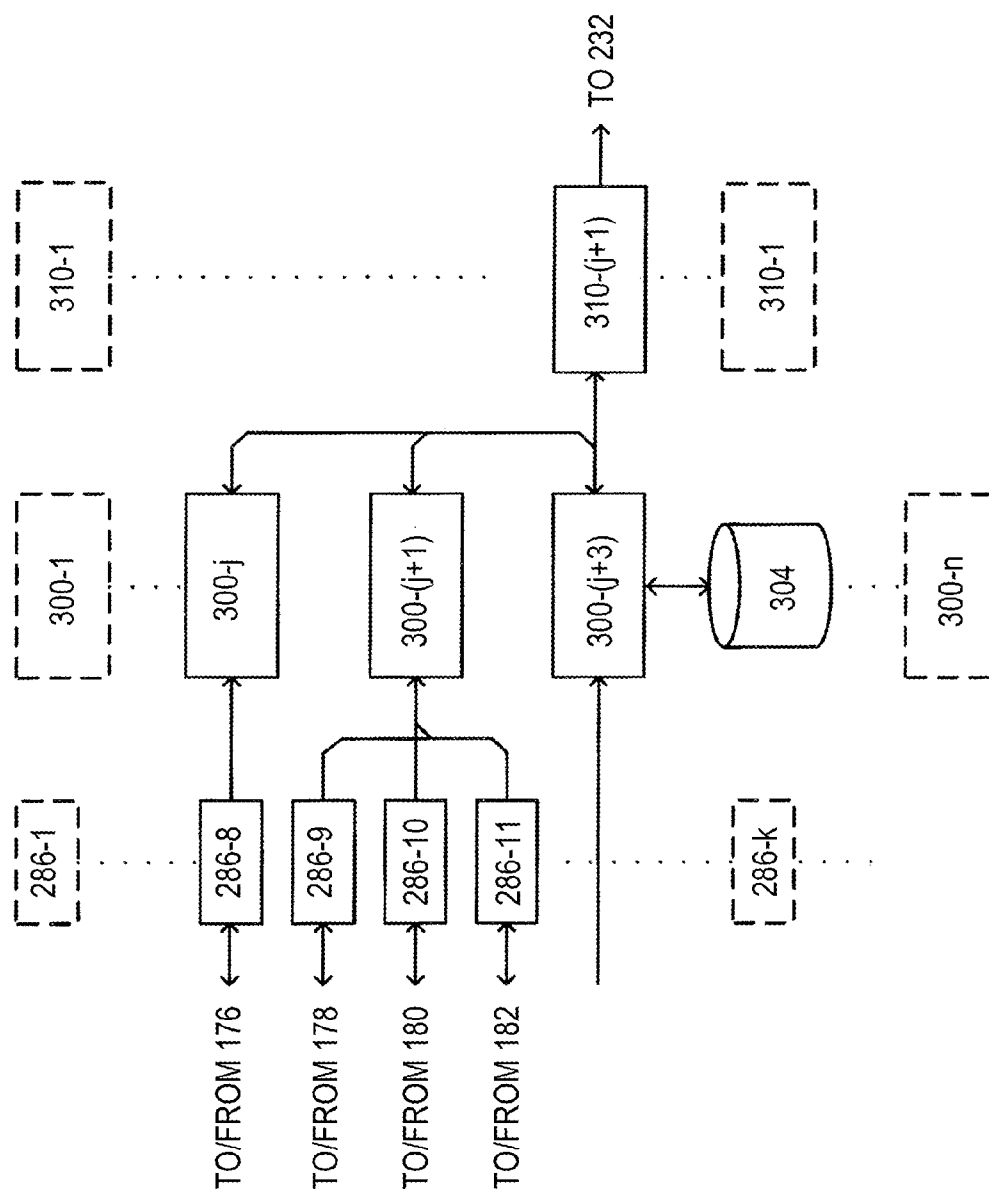 286-1
300-1
310-1
TO/FROM 176
286-8
300-j
TO/FROM 178
286-9
TO/FROM 180
286-10
300-(j+1)
TO/FROM 182
286-11
300-(j+3)
310-(j+1)
TO 232
286-k
304
310-1
300-n